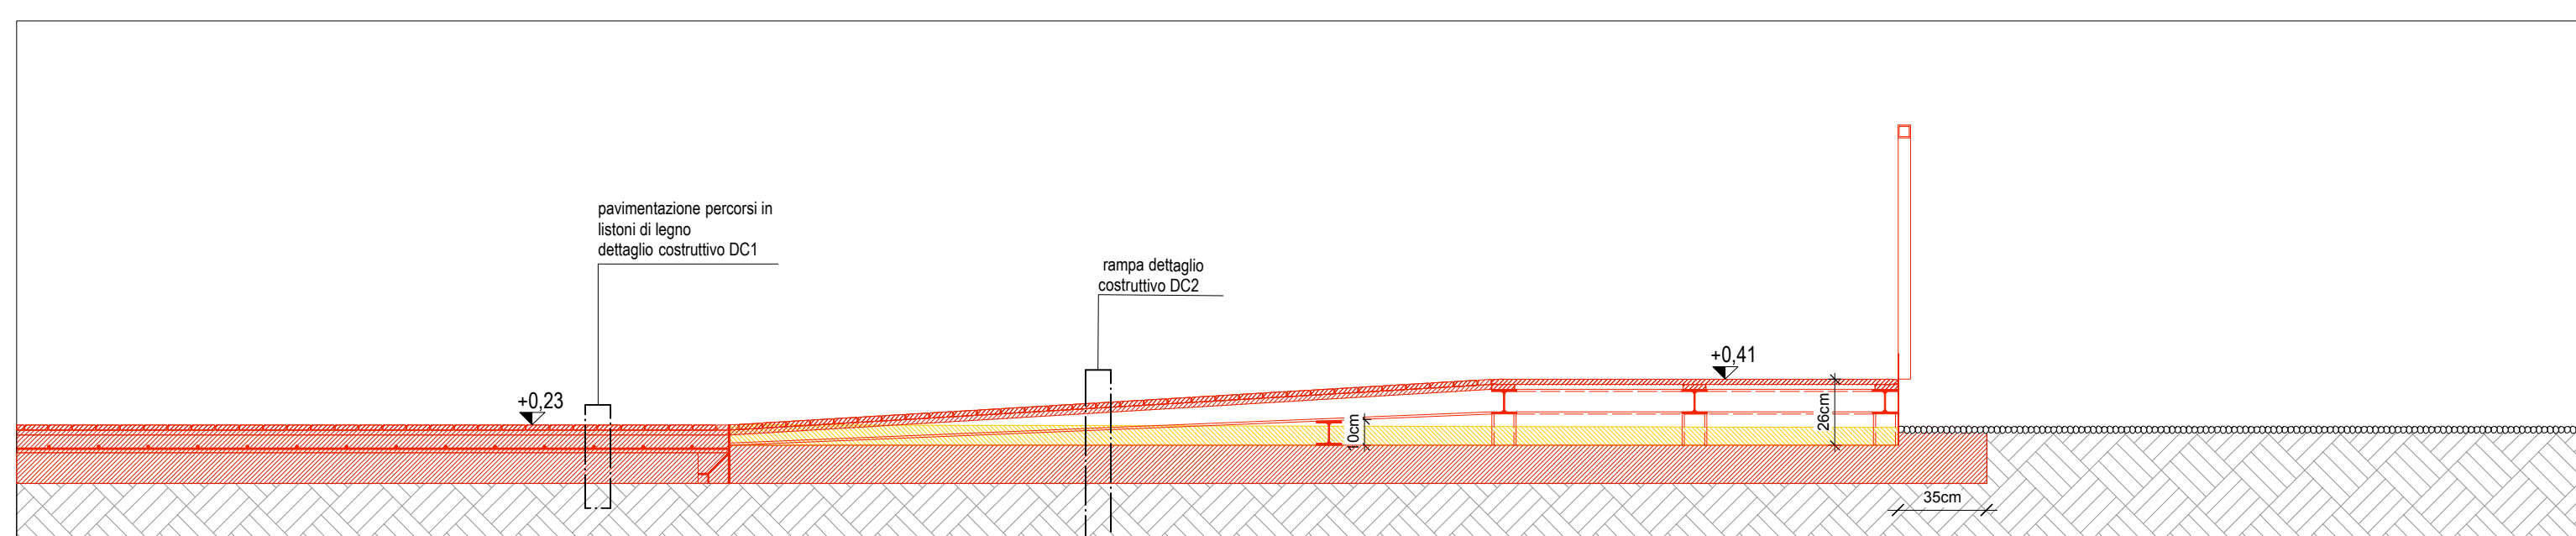 pavimentazione percorsi in
listoni di legno
dettaglio costruttivo DC1
rampa dettaglio
costruttivo DC2
+0,23
+0,41
10cm
26cm
35cm